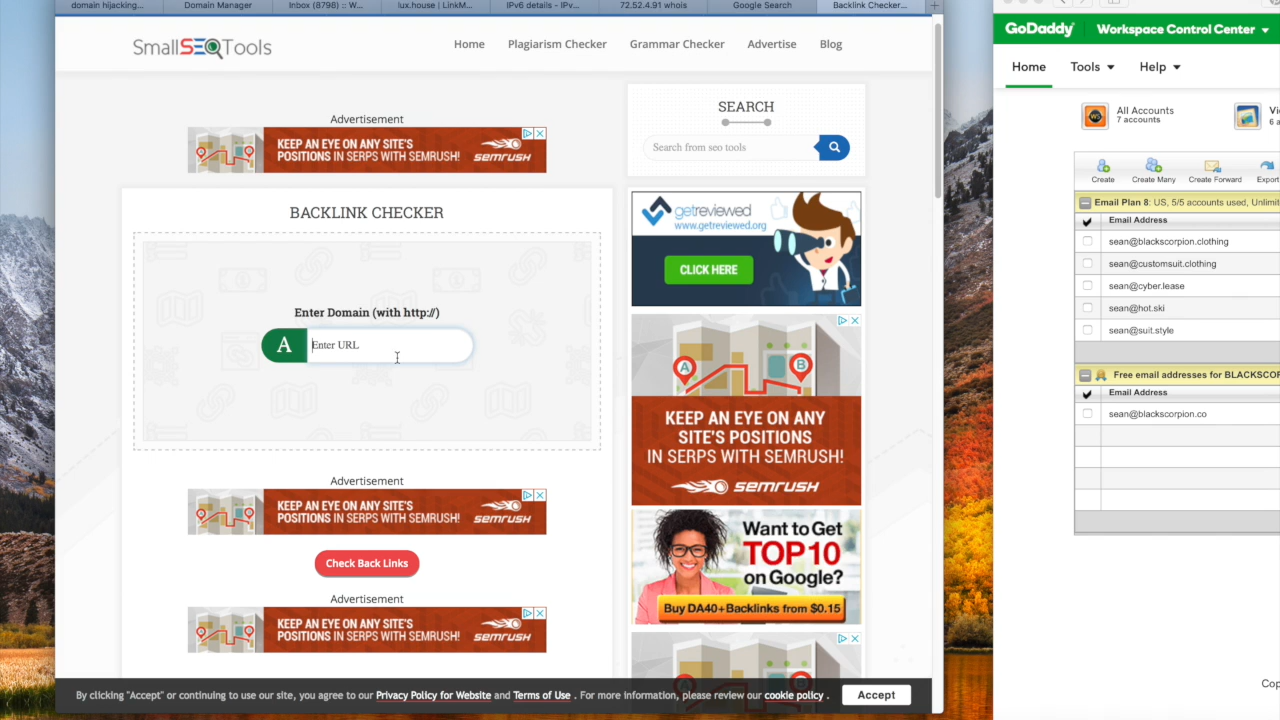 domain hijacking...
Domain Manager
Inbox (8798) :: W...
lux.house | LinkM...
IPv6 details - IPv...
72.52.4.91 whois
Google Search
Backlink Checker...
SmallSEOTools
Home
Plagiarism Checker
Grammar Checker
Advertise
Blog
Advertisement
KEEP AN EYE ON ANY SITE'S
POSITIONS IN SERPS WITH SEMRUSH!
SEMRUSH
BACKLINK CHECKER
Enter Domain (with http://)
A
Enter URL
Advertisement
KEEP AN EYE ON ANY SITE'S
POSITIONS IN SERPS WITH SEMRUSH!
SEMRUSH
Check Back Links
Advertisement
KEEP AN EYE ON ANY SITE'S
POSITIONS IN SERPS WITH SEMRUSH!
SEMRUSH
SEARCH
Search from seo tools
getreviewed
www.getreviewed.org
CLICK HERE
A
B
KEEP AN EYE ON ANY
SITE'S POSITIONS
IN SERPS WITH SEMRUSH!
SEMRUSH
Want to Get
TOP10
on Google?
Buy DA40+Backlinks from $0.15
By clicking "Accept" or continuing to use our site, you agree to our Privacy Policy for Website and Terms of Use . For more information, please review our cookie policy .
Accept
GoDaddy
Workspace Control Center
Home
Tools
Help
All Accounts
7 accounts
Create
Create Many
Create Forward
Export
Email Plan 8: US, 5/5 accounts used, Unlimit
Email Address
sean@blackscorpion.clothing
sean@customsuit.clothing
sean@cyber.lease
sean@hot.ski
sean@suit.style
Free email addresses for BLACKSCOR
Email Address
sean@blackscorpion.co